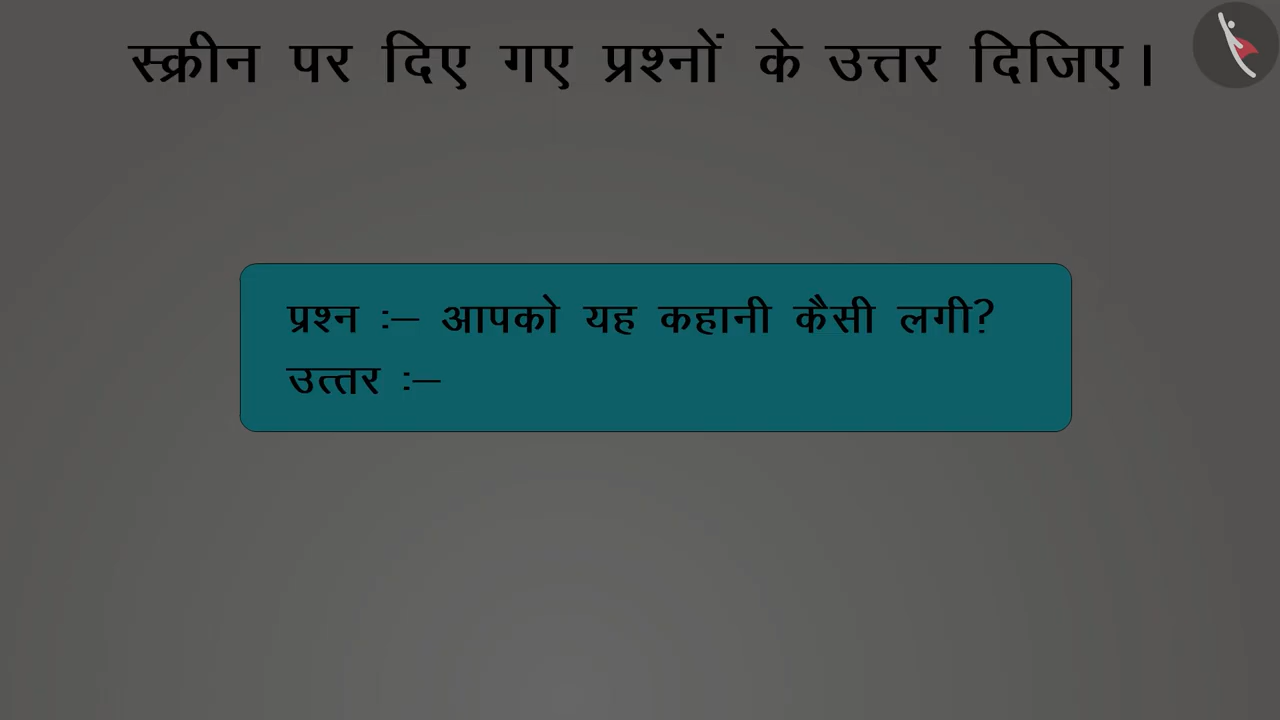 स्क्रीन पर दिए गए प्रश्नों के उत्तर दिजिए।
प्रश्न :– आपको यह कहानी कैसी लगी?
उत्तर :–